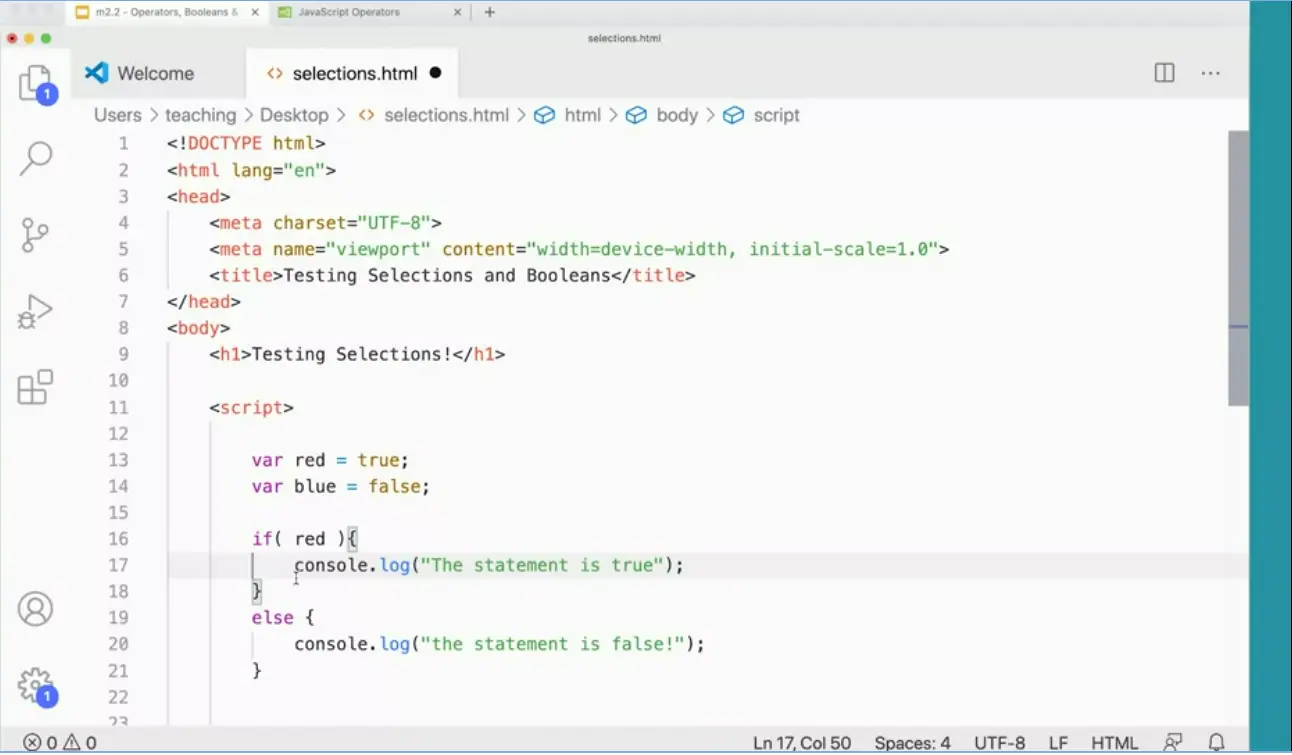 m2.2 - Operators, Booleans &
JavaScript Operators
selections.html
Welcome
selections.html
Users > teaching > Desktop > selections.html > html > body > script
1 <!DOCTYPE html>
2 <html lang="en">
3 <head>
4 <meta charset="UTF-8">
5 <meta name="viewport" content="width=device-width, initial-scale=1.0">
6 <title>Testing Selections and Booleans</title>
7 </head>
8 <body>
9 <h1>Testing Selections!</h1>
10
11 <script>
12
13 var red = true;
14 var blue = false;
15
16 if( red ){
17 console.log("The statement is true");
18 }
19 else {
20 console.log("the statement is false!");
21 }
22
23
1
1
0 0
Ln 17, Col 50 Spaces: 4 UTF-8 LF HTML